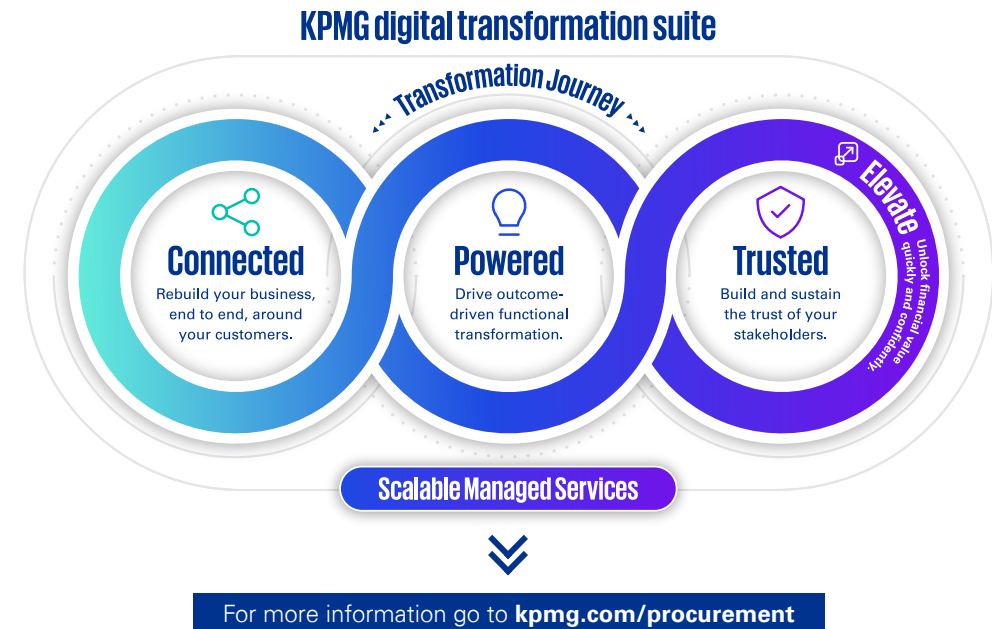 KPMG digital transformation suite
Transformation Journey
Connected
Rebuild your business,
end to end, around
your customers.
Powered
Drive outcome-
driven functional
transformation.
Trusted
Build and sustain
the trust of your
stakeholders.
Elevate
Unlock financial value
quickly and confidently.
Scalable Managed Services
For more information go to kpmg.com/procurement